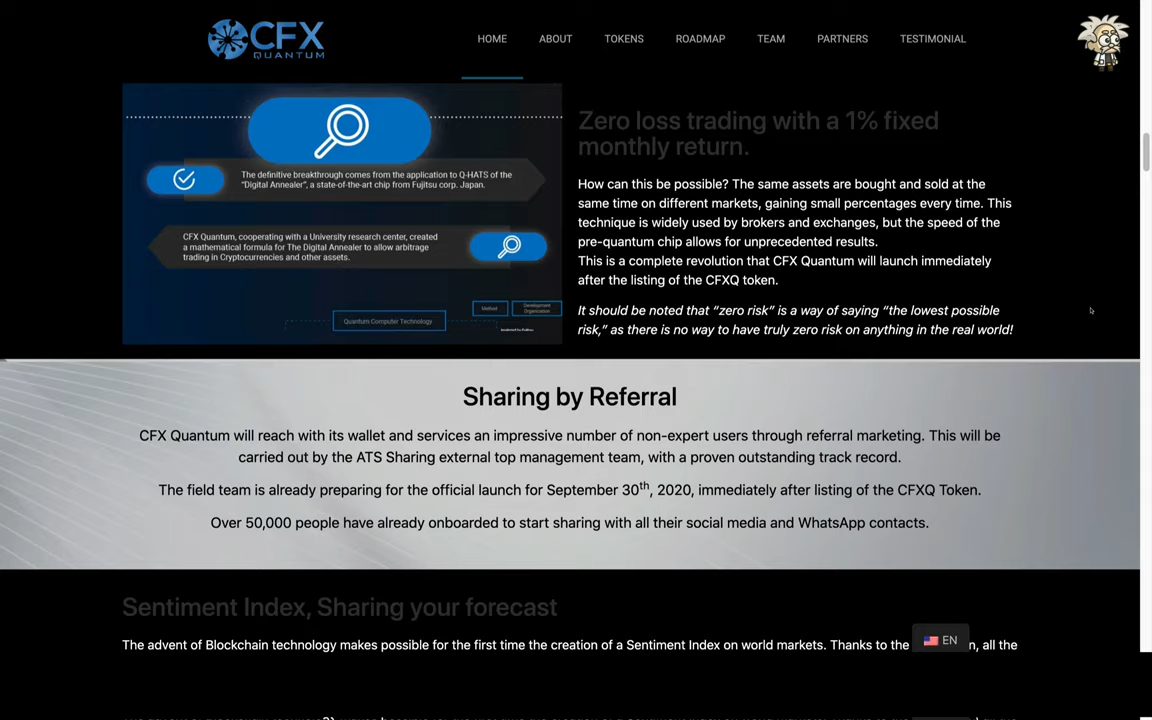 CFX
QUANTUM
HOME
ABOUT
TOKENS
ROADMAP
TEAM
PARTNERS
TESTIMONIAL
The definitive breakthrough comes from the application to Q-HATS of the
"Digital Annealer", a state-of-the-art chip from Fujitsu corp. Japan.
CFX Quantum, cooperating with a University research center, created
a mathematical formula for The Digital Annealer to allow arbitrage
trading in Cryptocurrencies and other assets.
Method
Development
Organization
Quantum Computer Technology
Zero loss trading with a 1% fixed
monthly return.
How can this be possible? The same assets are bought and sold at the
same time on different markets, gaining small percentages every time. This
technique is widely used by brokers and exchanges, but the speed of the
pre-quantum chip allows for unprecedented results.
This is a complete revolution that CFX Quantum will launch immediately
after the listing of the CFXQ token.
It should be noted that “zero risk” is a way of saying “the lowest possible
risk,” as there is no way to have truly zero risk on anything in the real world!
Sharing by Referral
CFX Quantum will reach with its wallet and services an impressive number of non-expert users through referral marketing. This will be
carried out by the ATS Sharing external top management team, with a proven outstanding track record.
The field team is already preparing for the official launch for September 30th, 2020, immediately after listing of the CFXQ Token.
Over 50,000 people have already onboarded to start sharing with all their social media and WhatsApp contacts.
Sentiment Index, Sharing your forecast
The advent of Blockchain technology makes possible for the first time the creation of a Sentiment Index on world markets. Thanks to the n, all the
EN